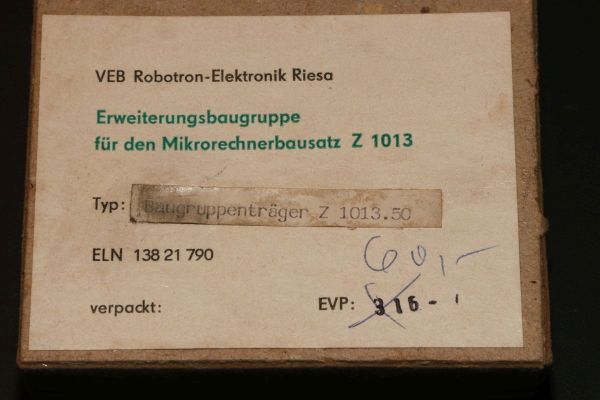 VEB Robotron-Elektronik Riesa
Erweiterungsbaugruppe
für den Mikrorechnerbausatz Z 1013
Typ: Baugruppenträger Z 1013.50
ELN 138 21 790
60,-
verpackt: EVP: 316-